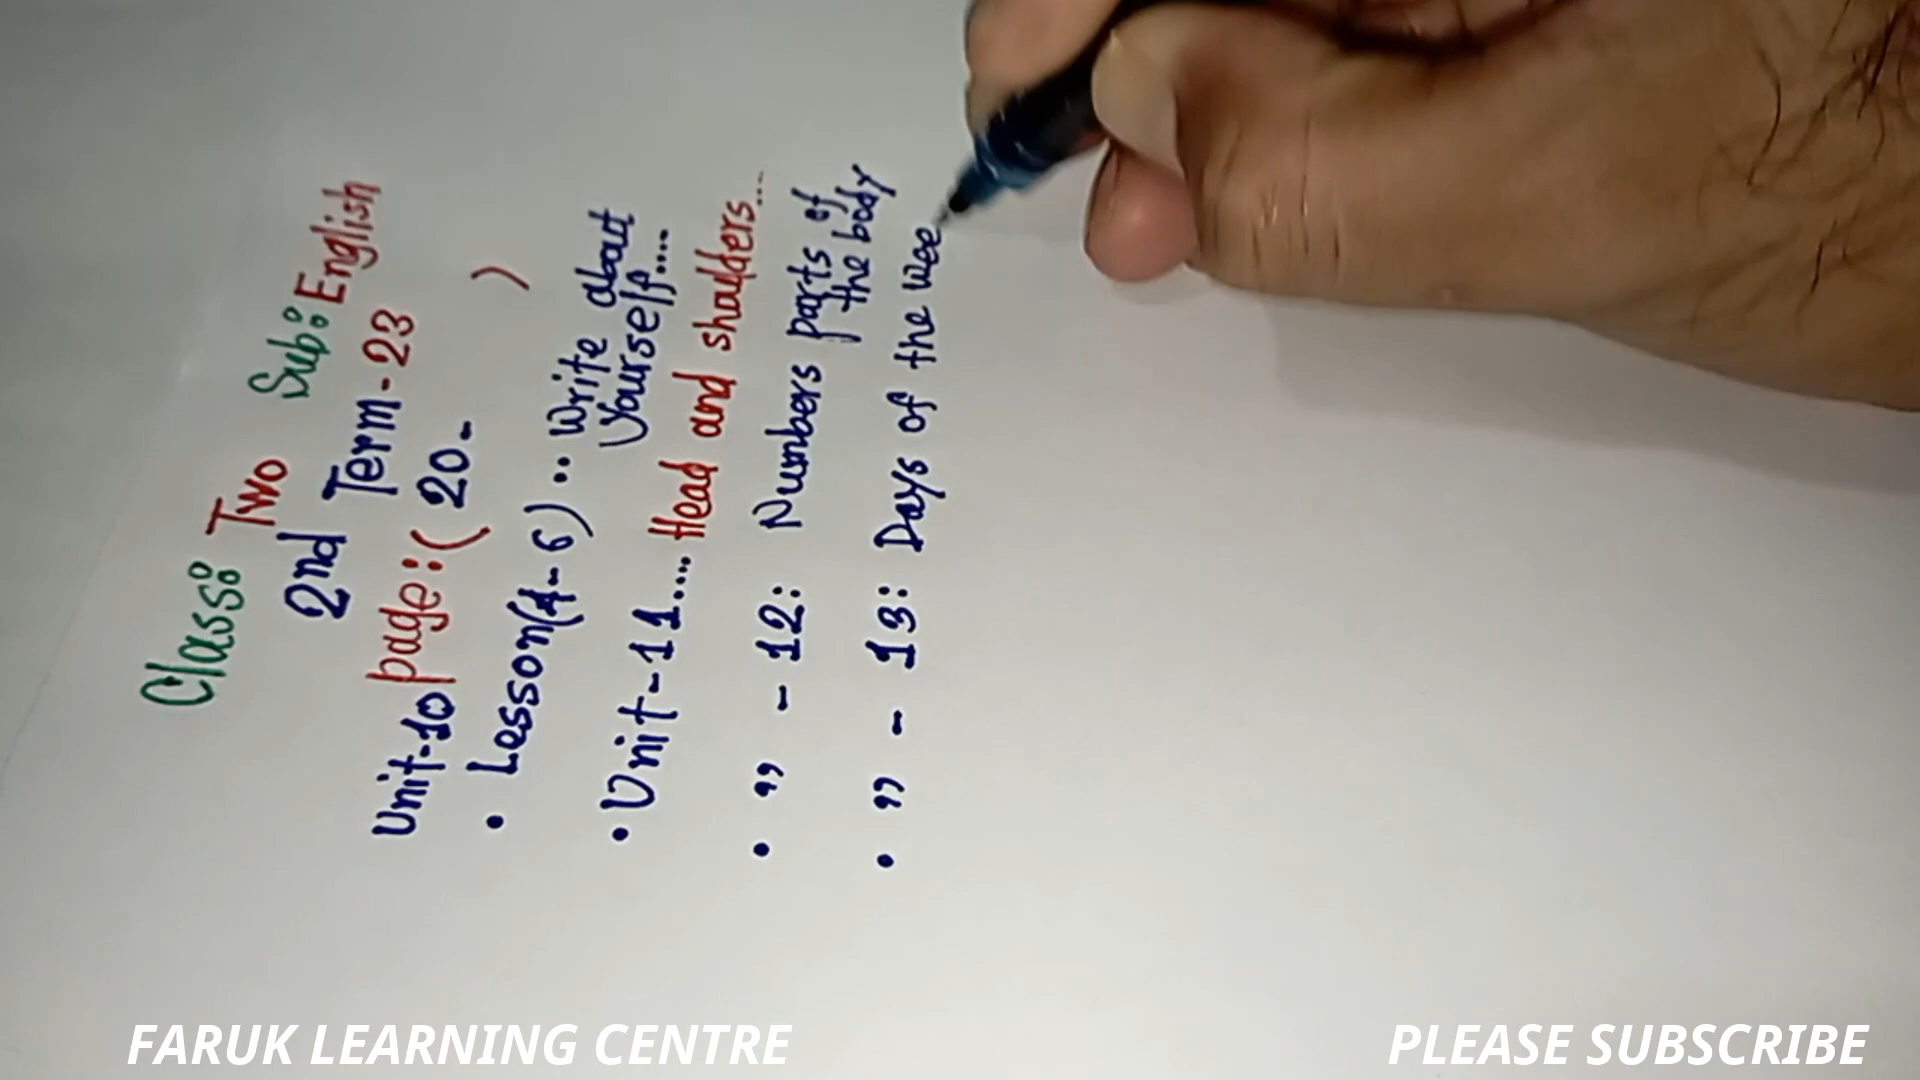 Class: Two Sub: English
2nd Term-23
Unit-10 page: ( 20- )
• Lesson(4-6) .. Write about
Yourself.....
• Unit-11.... Head and shoulders....
• " - 12: Numbers parts of
the body
• " - 13: Days of the wee
FARUK LEARNING CENTRE
PLEASE SUBSCRIBE